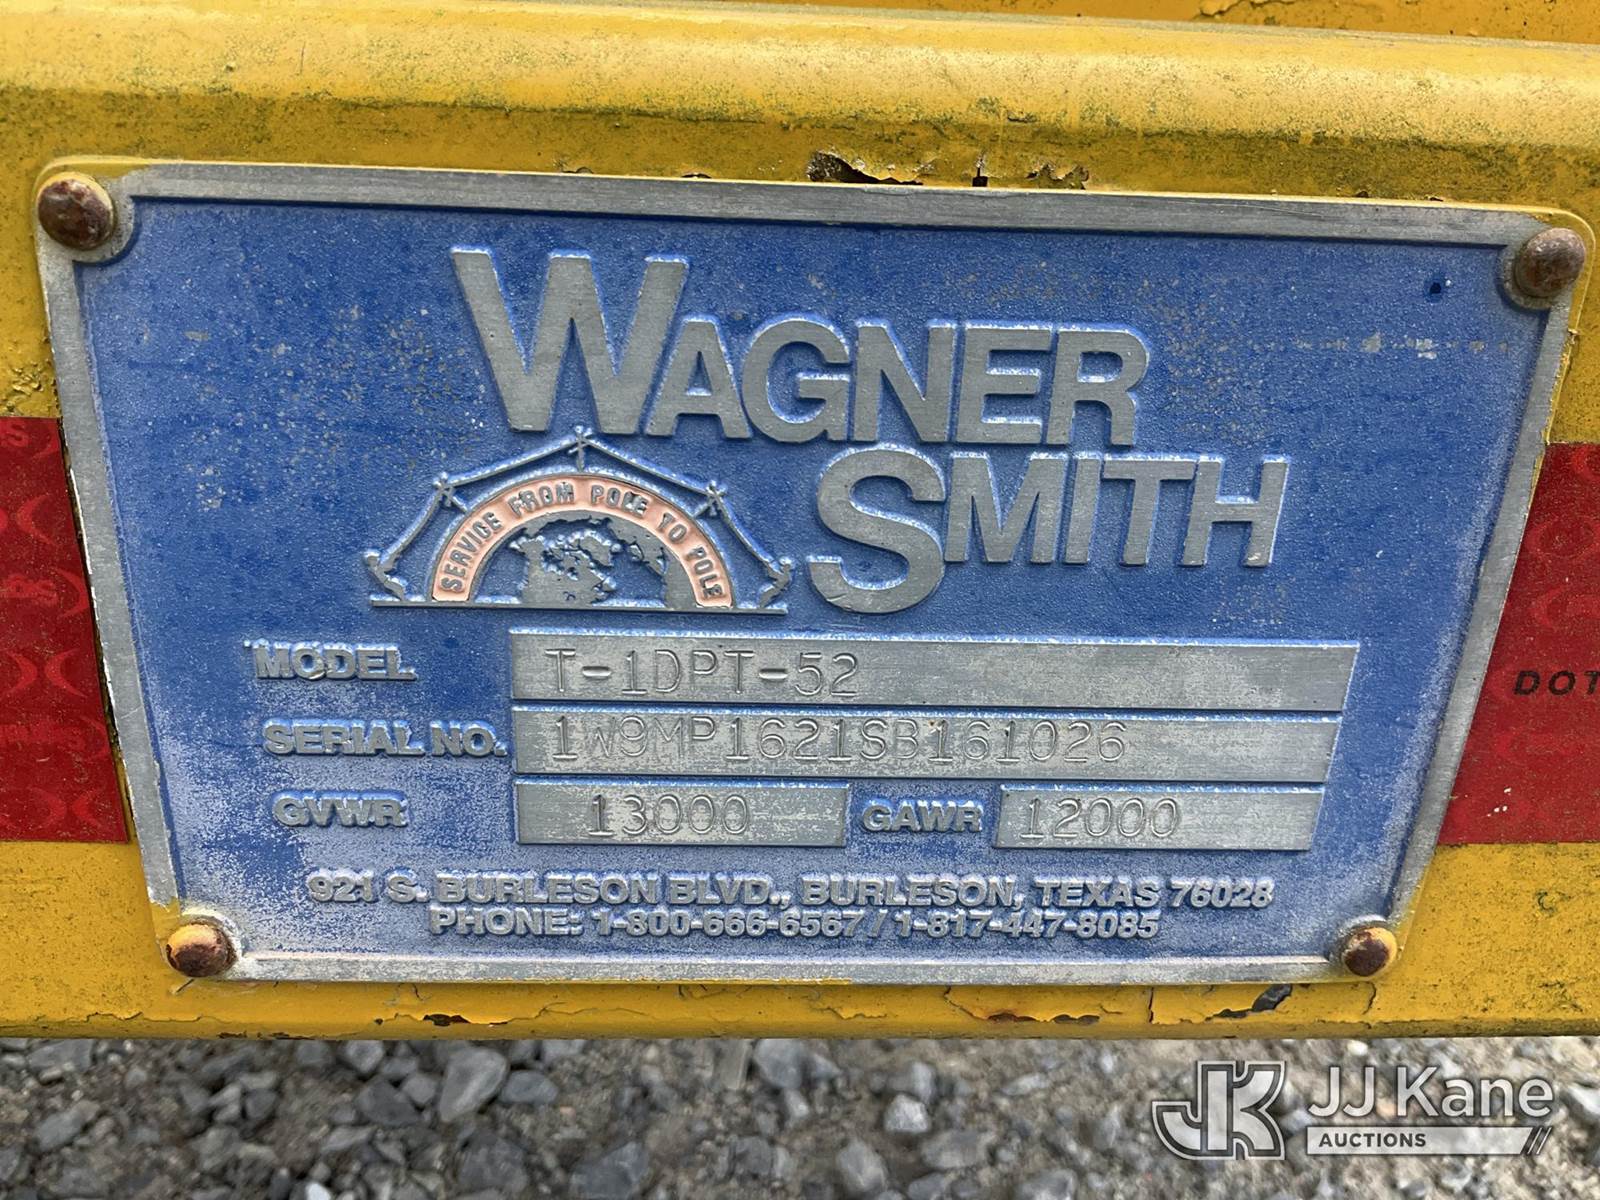 WAGNER
SMITH
SERVICE FROM POLE TO POLE
MODEL T-1DPT-52
SERIAL NO. 1W9MP1621SB161026
GVWR 13000 GAWR 12000
921 S. BURLESON BLVD., BURLESON, TEXAS 76028
PHONE: 1-800-666-6567 / 1-817-447-8085
DOT
JK JJ Kane
AUCTIONS